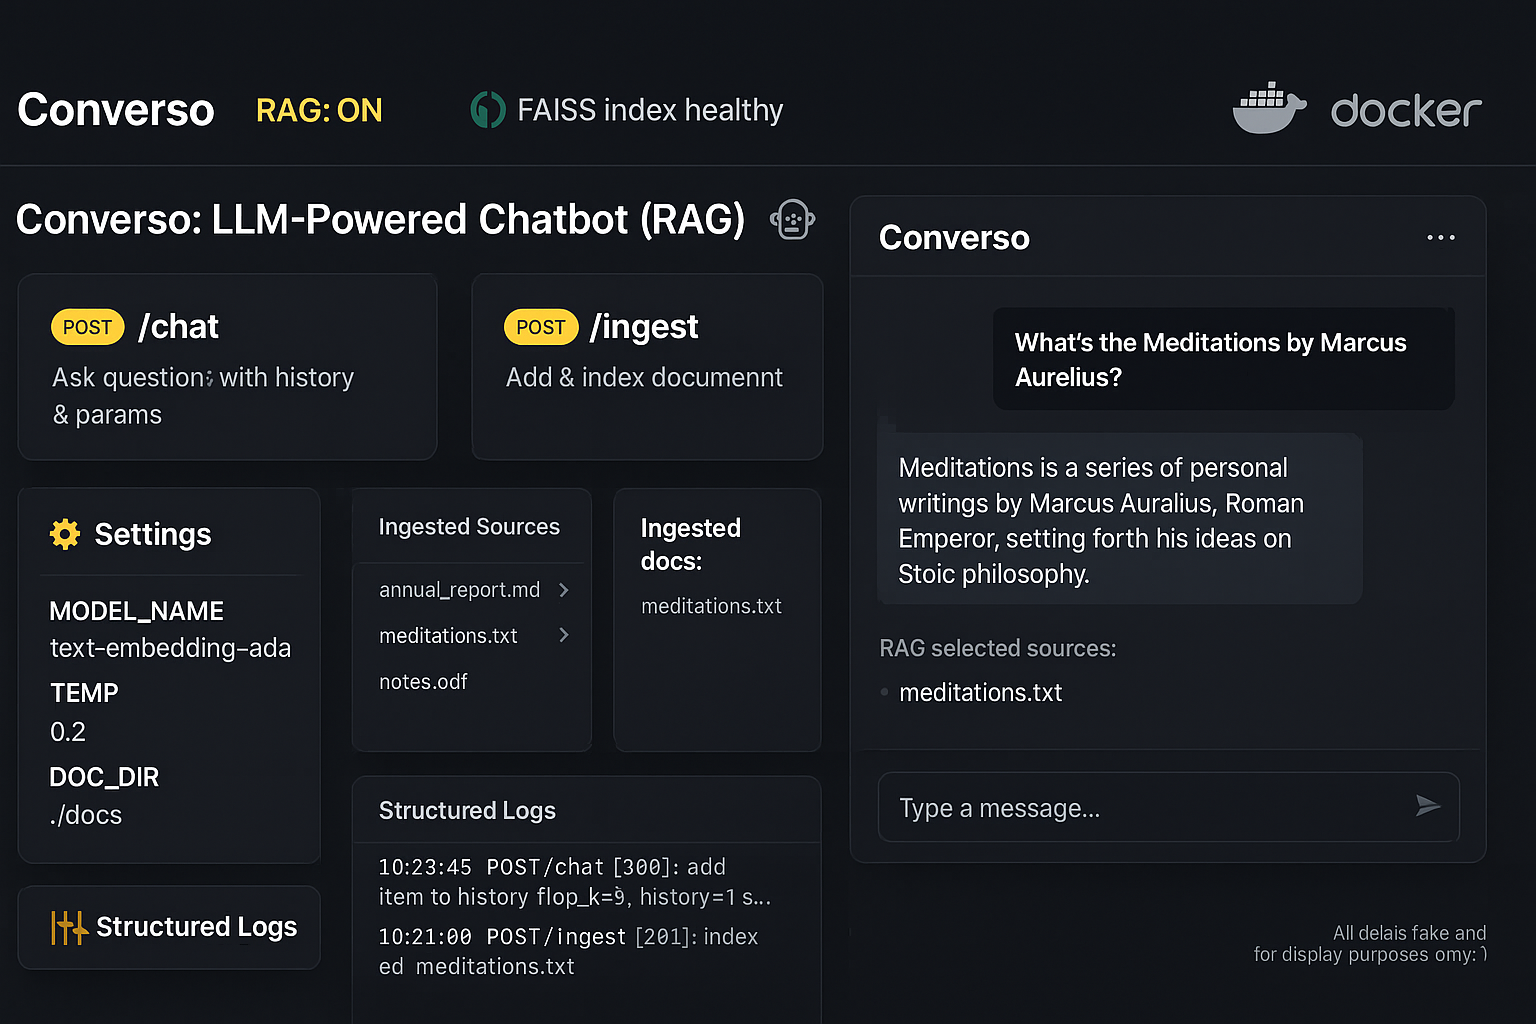 Converso
RAG: ON
FAISS index healthy
docker
Converso: LLM-Powered Chatbot (RAG)
POST /chat
Ask question: with history
& params
POST /ingest
Add & index documennt
Settings
MODEL_NAME
text-embedding-ada
TEMP
0.2
DOC_DIR
./docs
Structured Logs
Ingested Sources
annual_report.md
meditations.txt
notes.odf
Ingested
docs:
meditations.txt
Structured Logs
10:23:45 POST/chat [300]: add
item to history flop_k=9, history=1 s...
10:21:00 POST/ingest [201]: index
ed meditations.txt
Converso
...
What's the Meditations by Marcus
Aurelius?
Meditations is a series of personal
writings by Marcus Auralius, Roman
Emperor, setting forth his ideas on
Stoic philosophy.
RAG selected sources:
• meditations.txt
Type a message...
All delais fake and
for display purposes omy: )